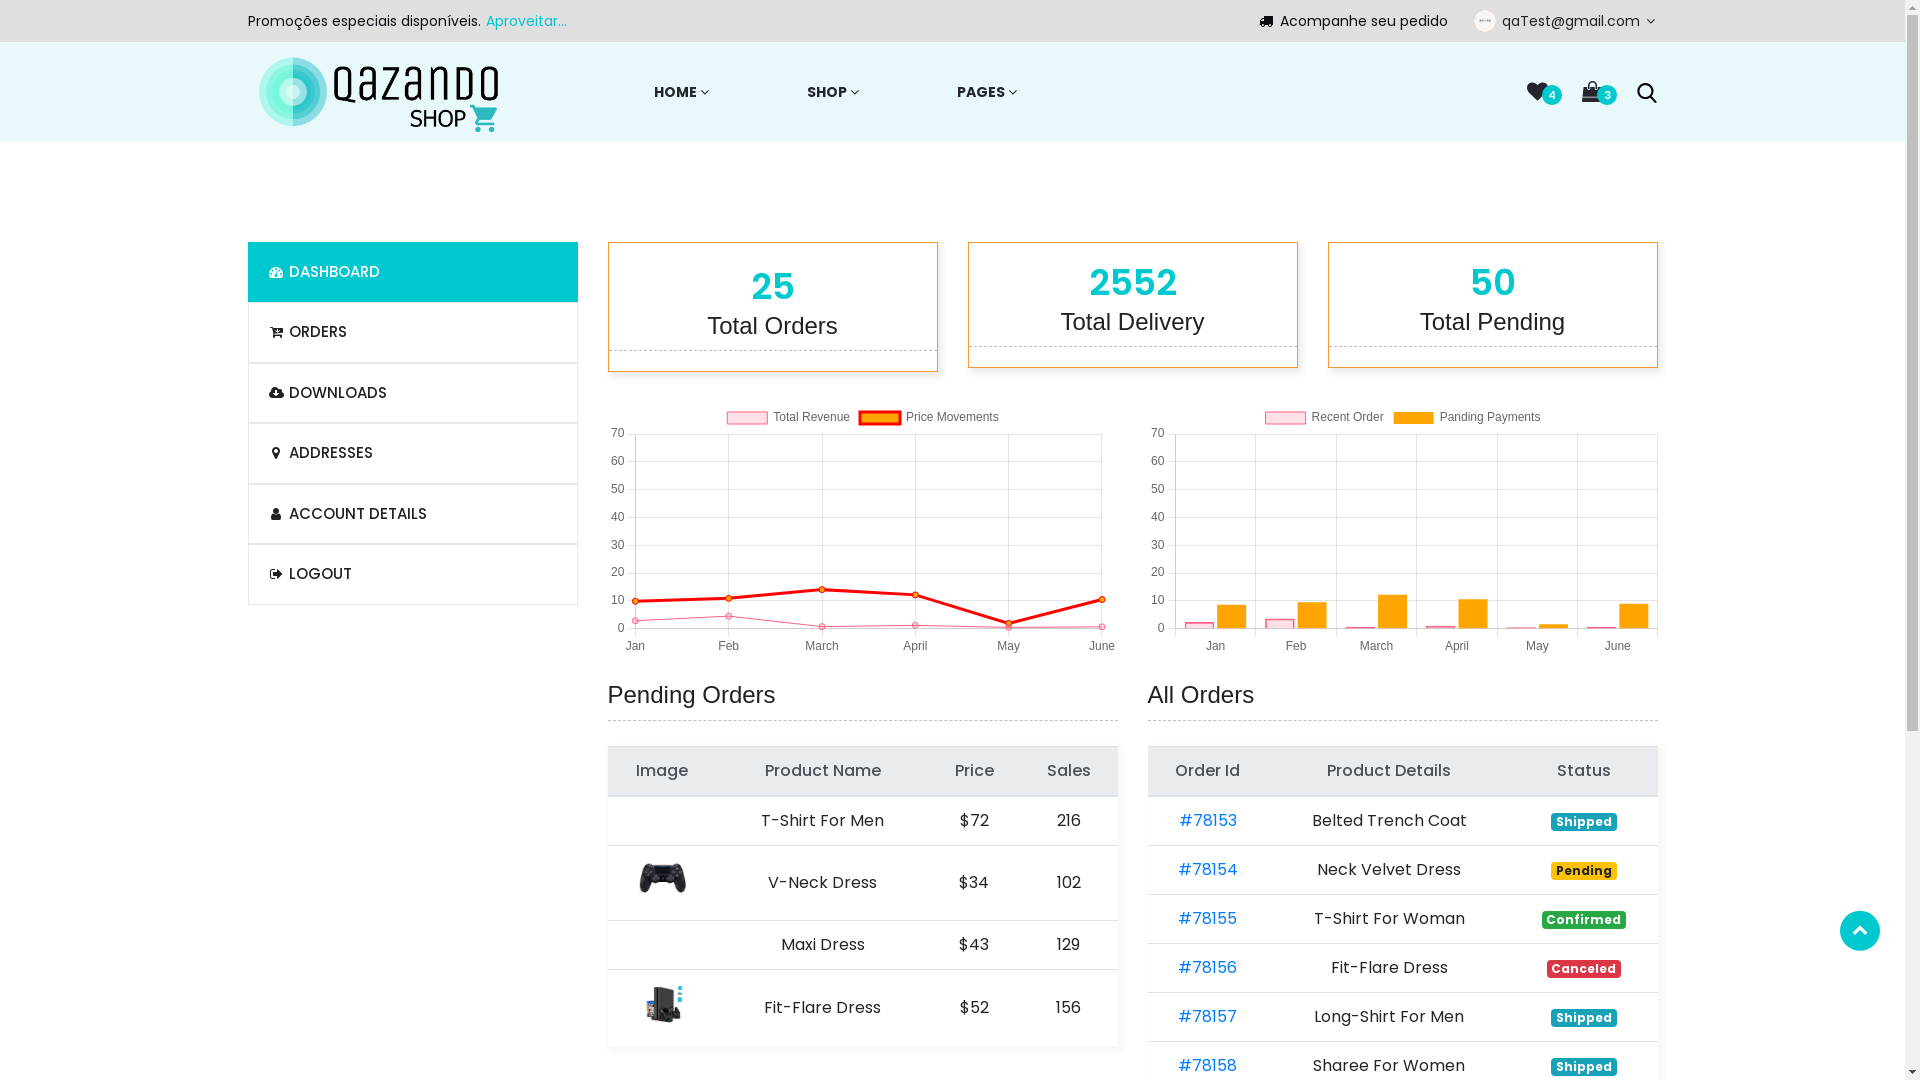 Promoções especiais disponíveis. Aproveitar...
Acompanhe seu pedido
qaTest@gmail.com
QAZANDO
SHOP
HOME
SHOP
PAGES
4
3
DASHBOARD
ORDERS
DOWNLOADS
ADDRESSES
ACCOUNT DETAILS
LOGOUT
25
Total Orders
2552
Total Delivery
50
Total Pending
Total Revenue
Price Movements
70
60
50
40
30
20
10
0
Jan Feb March April May June
Recent Order
Panding Payments
70
60
50
40
30
20
10
0
Jan Feb March April May June
Pending Orders
Image Product Name Price Sales
T-Shirt For Men $72 216
V-Neck Dress $34 102
Maxi Dress $43 129
Fit-Flare Dress $52 156
All Orders
Order Id Product Details Status
#78153 Belted Trench Coat Shipped
#78154 Neck Velvet Dress Pending
#78155 T-Shirt For Woman Confirmed
#78156 Fit-Flare Dress Canceled
#78157 Long-Shirt For Men Shipped
#78158 Sharee For Women Shipped